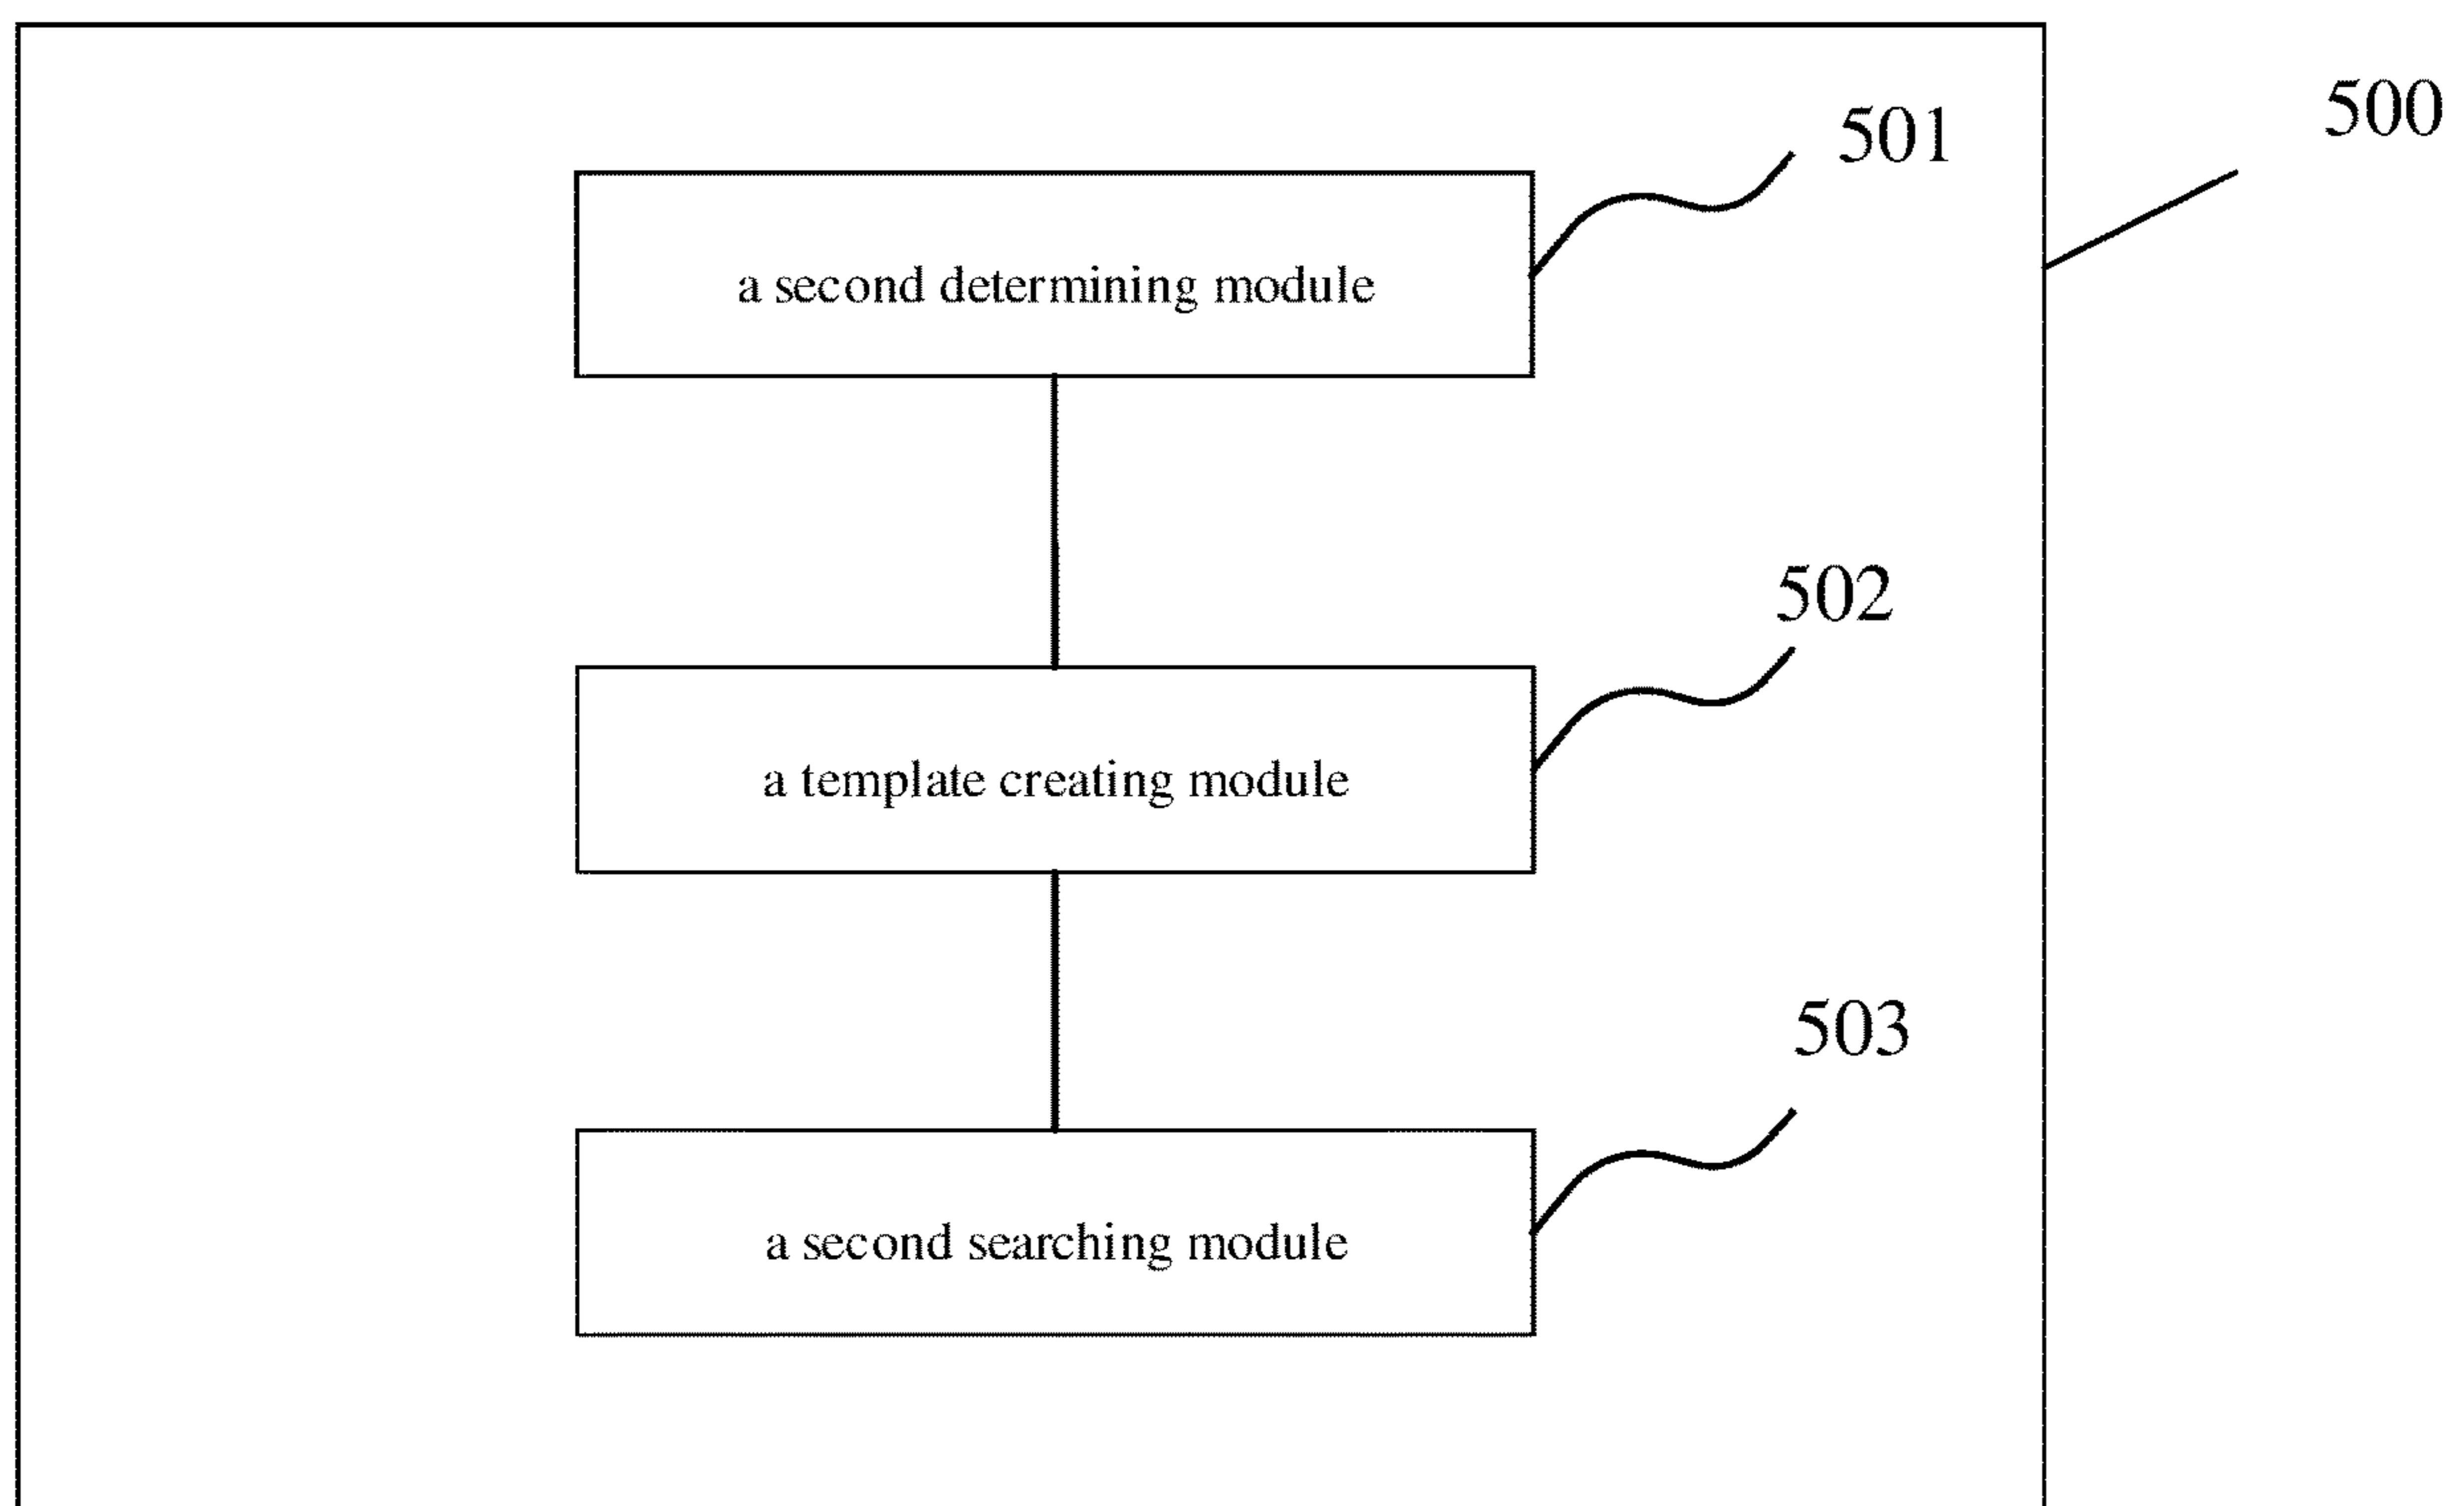 500
501
a second determining module
502
a template creating module
503
a second searching module